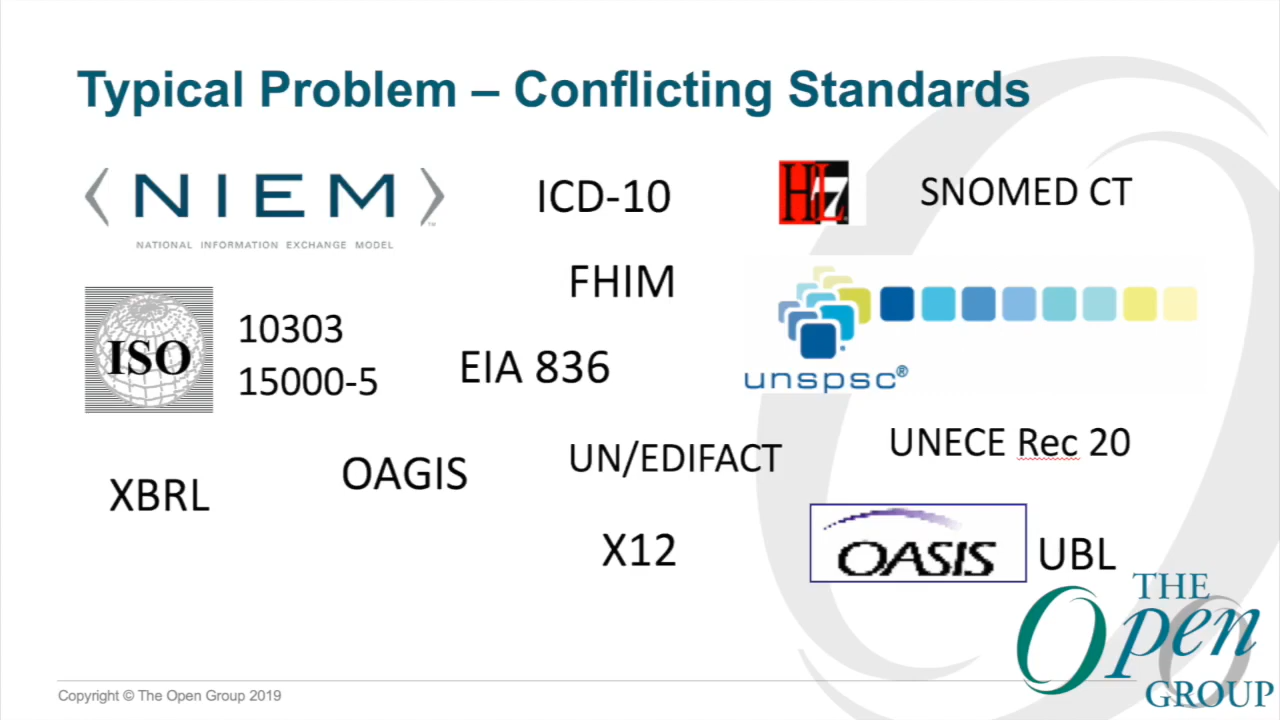 Typical Problem – Conflicting Standards
〈NIEM〉™
NATIONAL INFORMATION EXCHANGE MODEL
ICD-10
HL7
SNOMED CT
FHIM
ISO
10303
15000-5
EIA 836
unspsc®
UNECE Rec 20
UN/EDIFACT
OAGIS
XBRL
X12
OASIS
UBL
THE
Open
GROUP
Copyright © The Open Group 2019